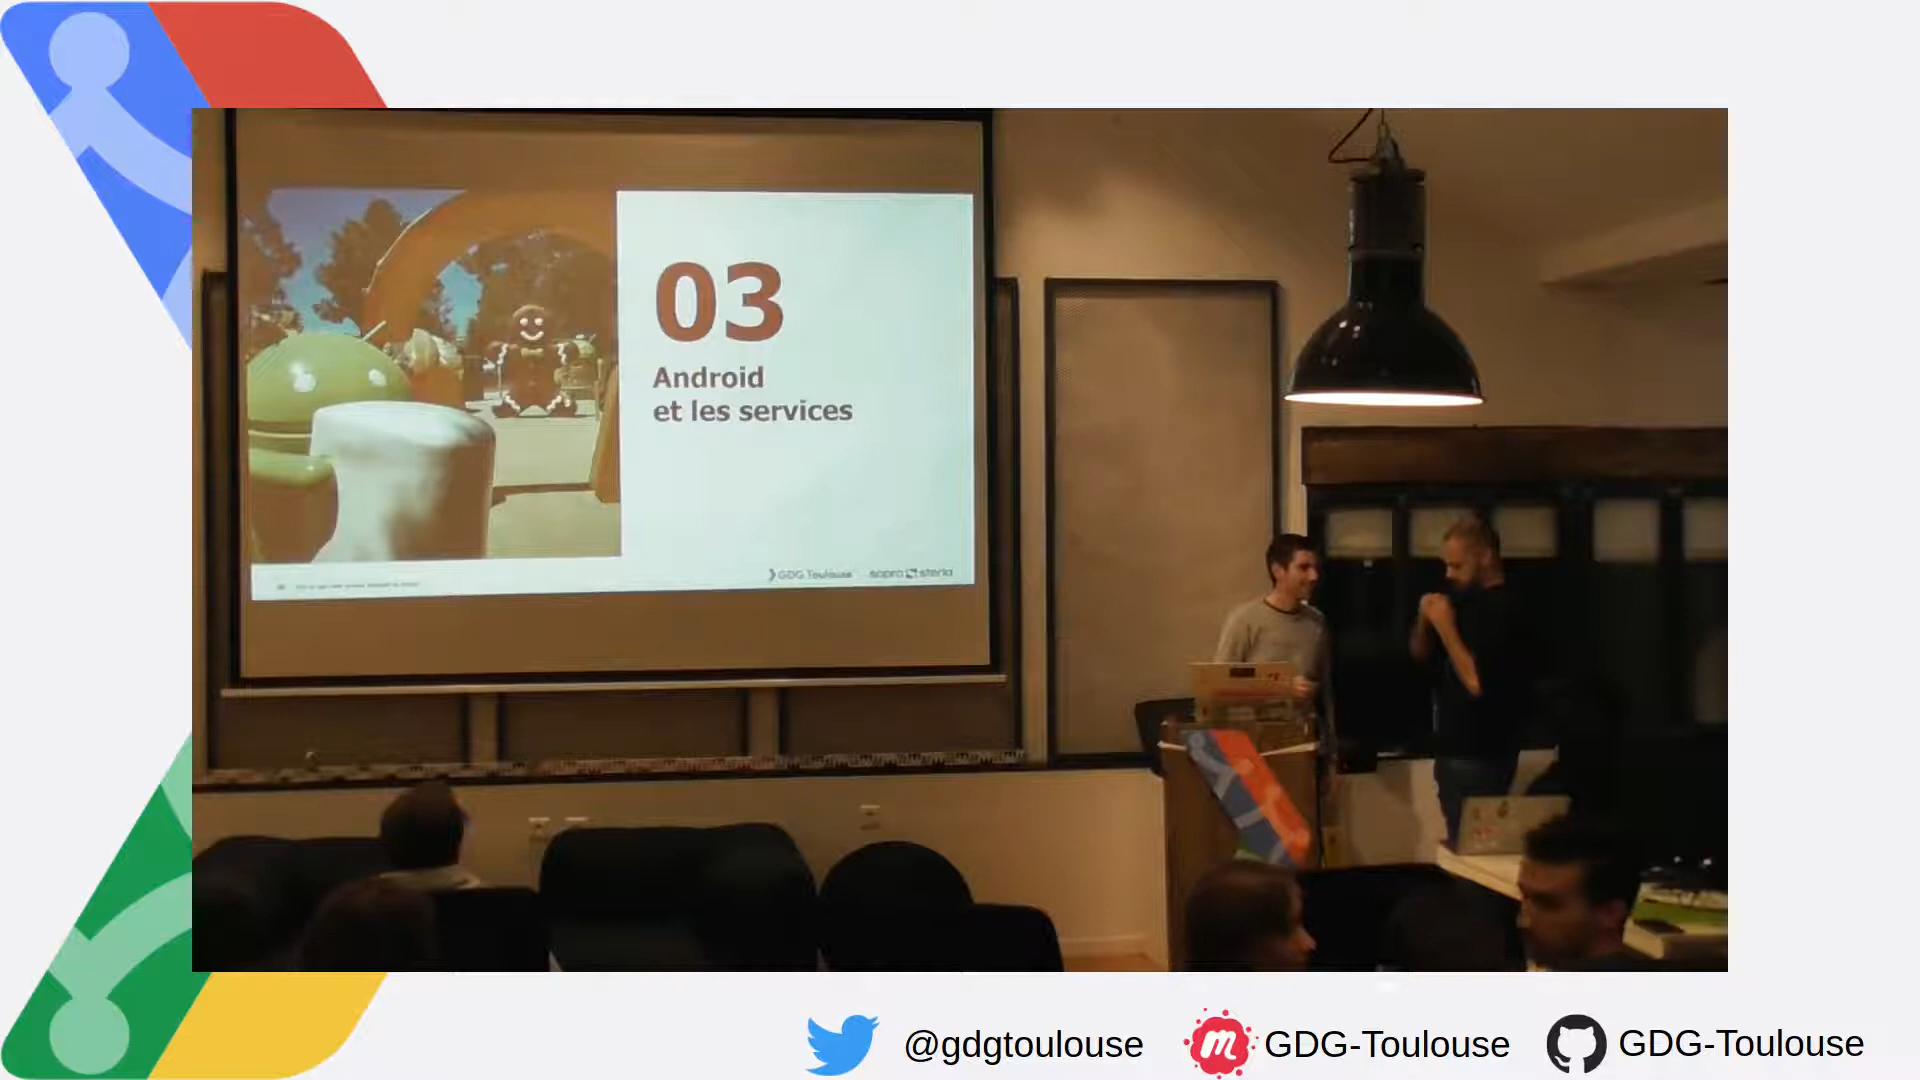 03
Android
et les services
GDG Toulouse
sopra steria
@gdgtoulouse
GDG-Toulouse
GDG-Toulouse